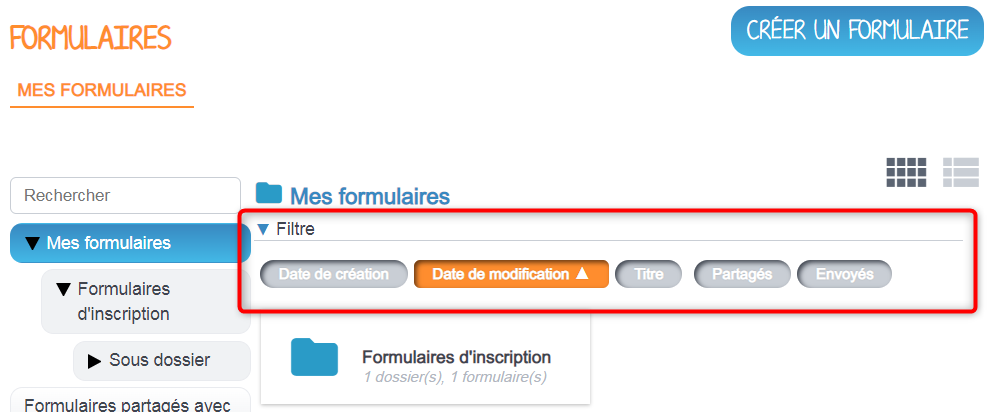 FORMULAIRES
CRÉER UN FORMULAIRE
MES FORMULAIRES
Rechercher
Mes formulaires
Formulaires
d'inscription
Sous dossier
Formulaires partagés avec
Mes formulaires
Filtre
Date de création
Date de modification
Titre
Partagés
Envoyés
Formulaires d'inscription
1 dossier(s), 1 formulaire(s)